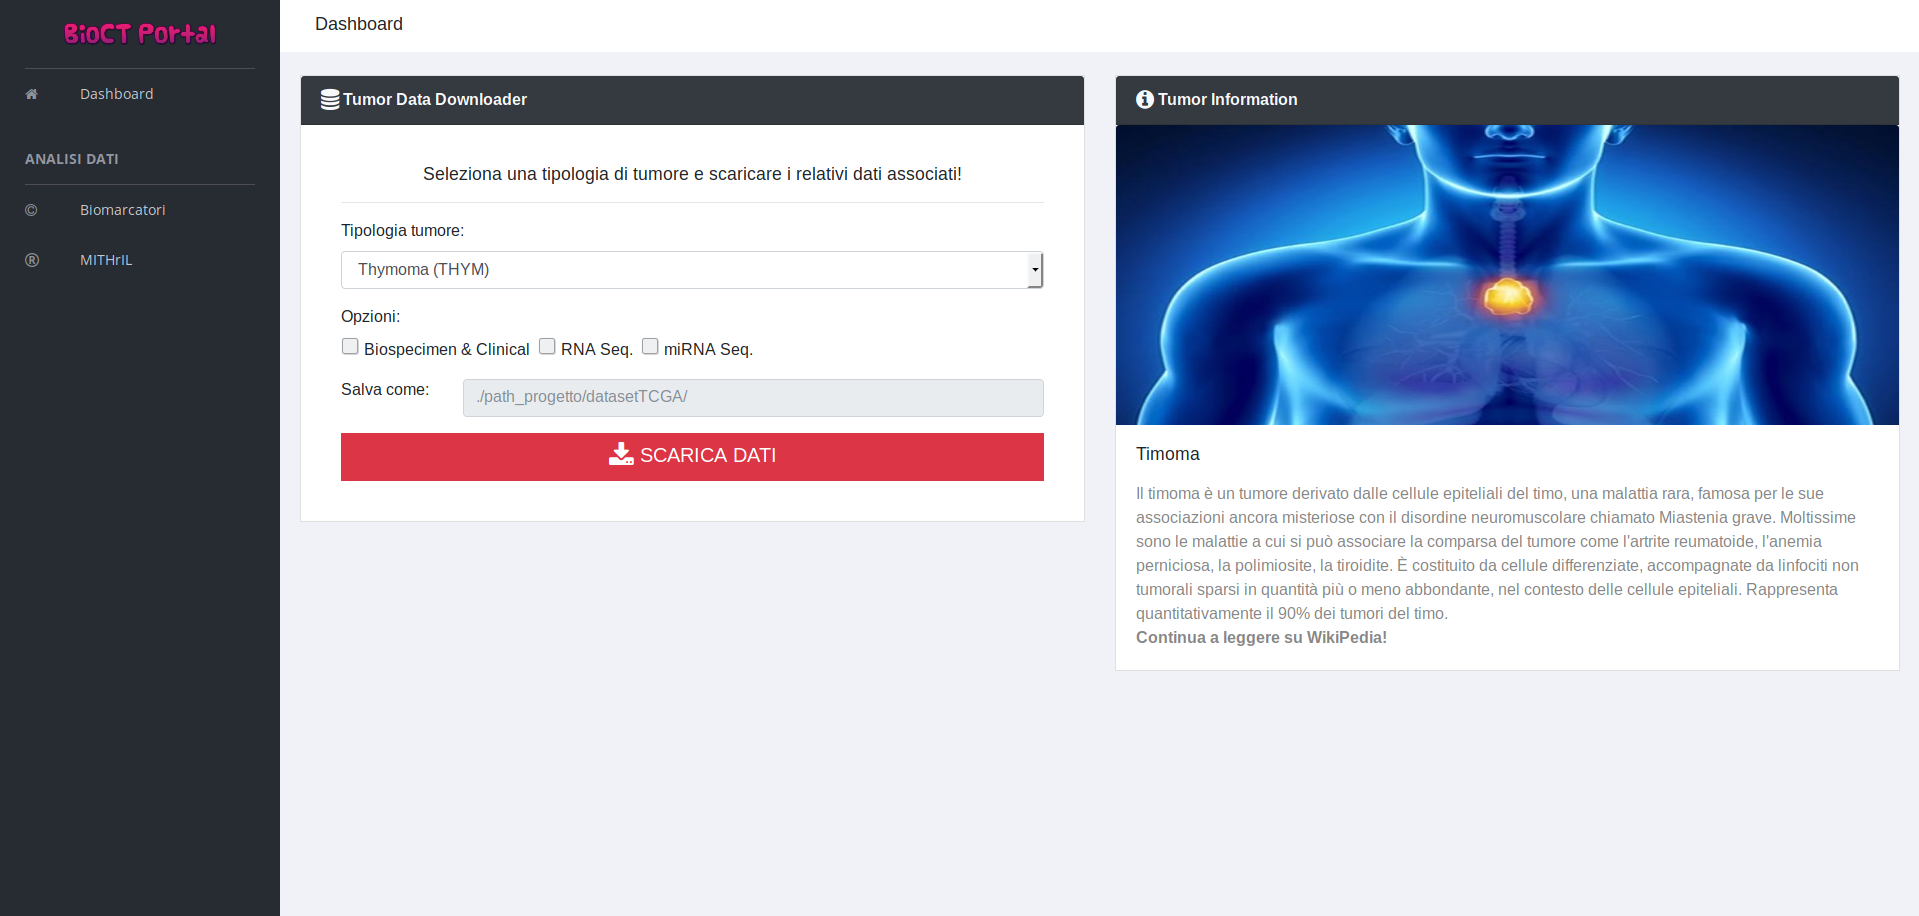 BioCT Portal
Dashboard
ANALISI DATI
© Biomarcatori
® MITHrIL
Dashboard
Tumor Data Downloader
Seleziona una tipologia di tumore e scaricare i relativi dati associati!
Tipologia tumore:
Thymoma (THYM)
Opzioni:
Biospecimen & Clinical RNA Seq. miRNA Seq.
Salva come: ./path_progetto/datasetTCGA/
SCARICA DATI
Tumor Information
Timoma
Il timoma è un tumore derivato dalle cellule epiteliali del timo, una malattia rara, famosa per le sue
associazioni ancora misteriose con il disordine neuromuscolare chiamato Miastenia grave. Moltissime
sono le malattie a cui si può associare la comparsa del tumore come l'artrite reumatoide, l'anemia
perniciosa, la polimiosite, la tiroidite. È costituito da cellule differenziate, accompagnate da linfociti non
tumorali sparsi in quantità più o meno abbondante, nel contesto delle cellule epiteliali. Rappresenta
quantitativamente il 90% dei tumori del timo.
Continua a leggere su WikiPedia!